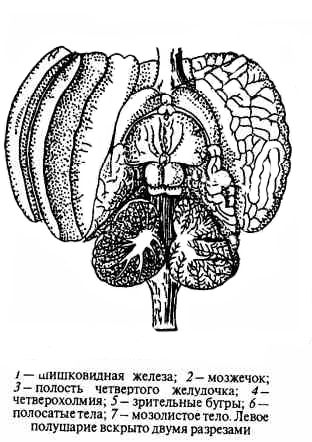 1 — шишковидная железа; 2 — мозжечок;
3 — полость четвертого желудочка; 4 —
четверохолмия; 5 — зрительные бугры; 6 —
полосатые тела; 7 — мозолистое тело. Левое
полушарие вскрыто двумя разрезами